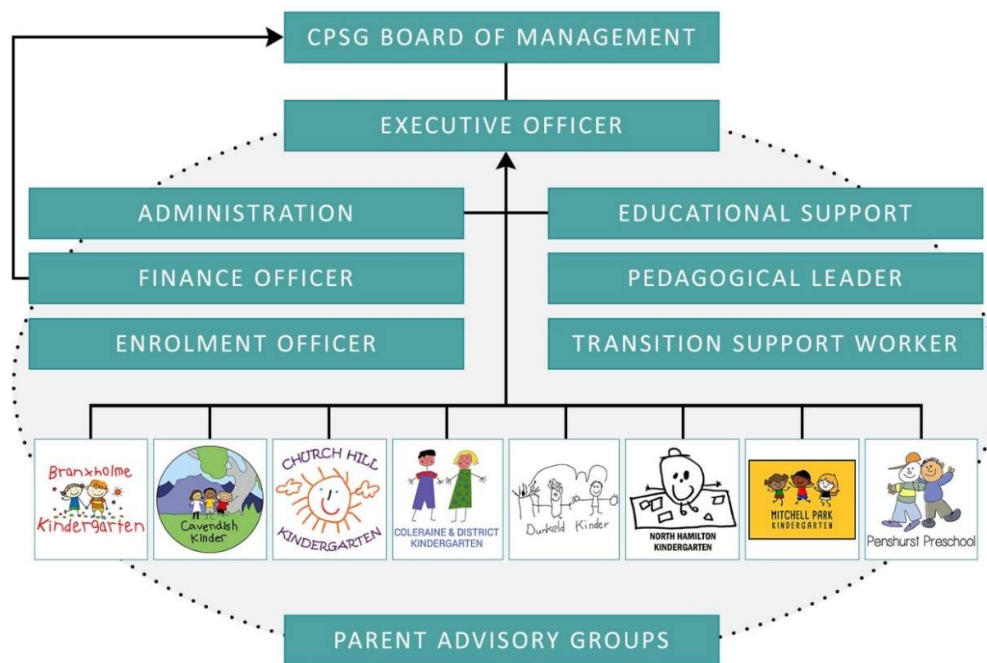 CPSG BOARD OF MANAGEMENT
EXECUTIVE OFFICER
ADMINISTRATION
EDUCATIONAL SUPPORT
FINANCE OFFICER
PEDAGOGICAL LEADER
ENROLMENT OFFICER
TRANSITION SUPPORT WORKER
Branxholme
Kindergarten
Cavendish
Kinder
CHURCH HILL
KINDERGARTEN
COLERAINE & DISTRICT
KINDERGARTEN
Dunkeld Kinder
NORTH HAMILTON
KINDERGARTEN
MITCHELL PARK
KINDERGARTEN
Penshurst Preschool
PARENT ADVISORY GROUPS